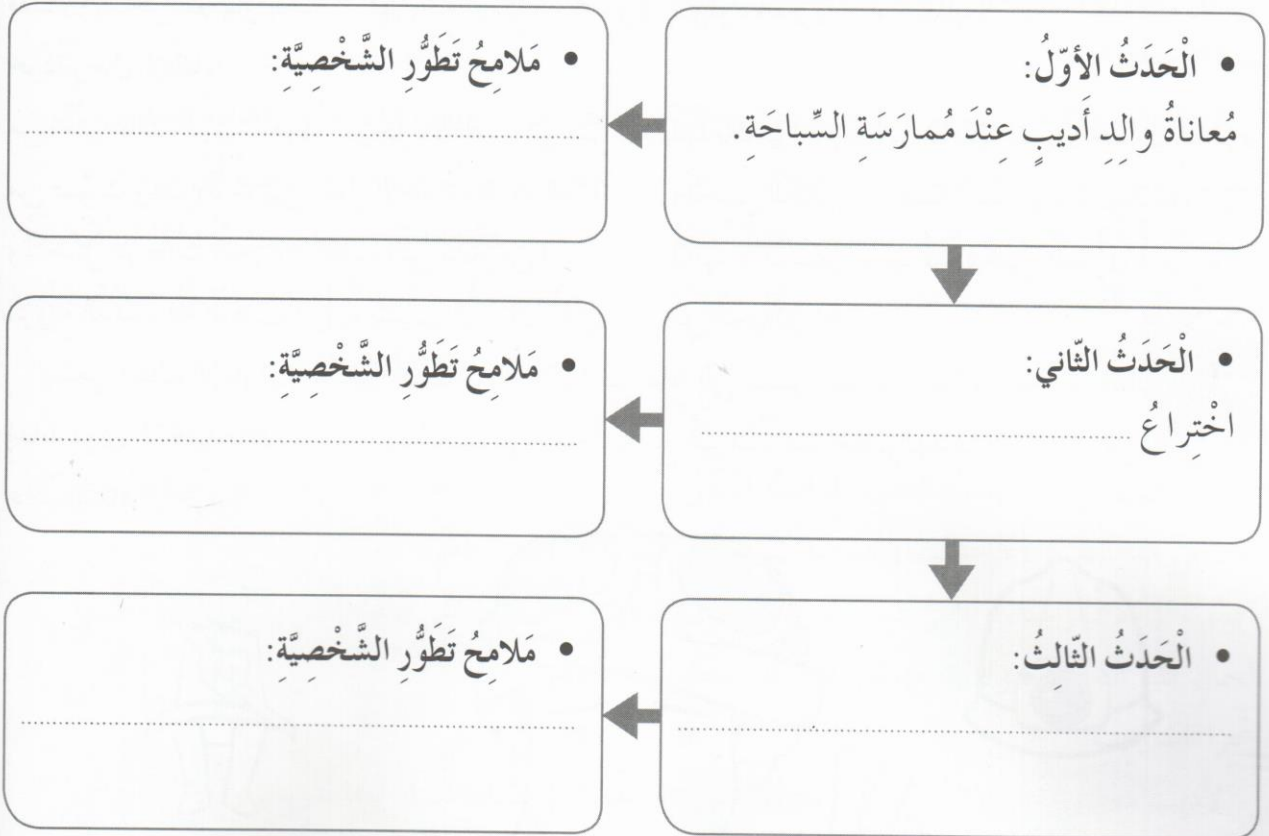 • الْحَدَثُ الأوّلُ:
مُعاناةُ والِدِ أَديبٍ عِنْدَ مُمارَسَةِ السِّباحَةِ.
• مَلامِحُ تَطَوُّرِ الشَّخْصِيَّةِ:
• الْحَدَثُ الثّاني:
اخْتِراعُ
• مَلامِحُ تَطَوُّرِ الشَّخْصِيَّةِ:
• الْحَدَثُ الثّالِثُ:
• مَلامِحُ تَطَوُّرِ الشَّخْصِيَّةِ: